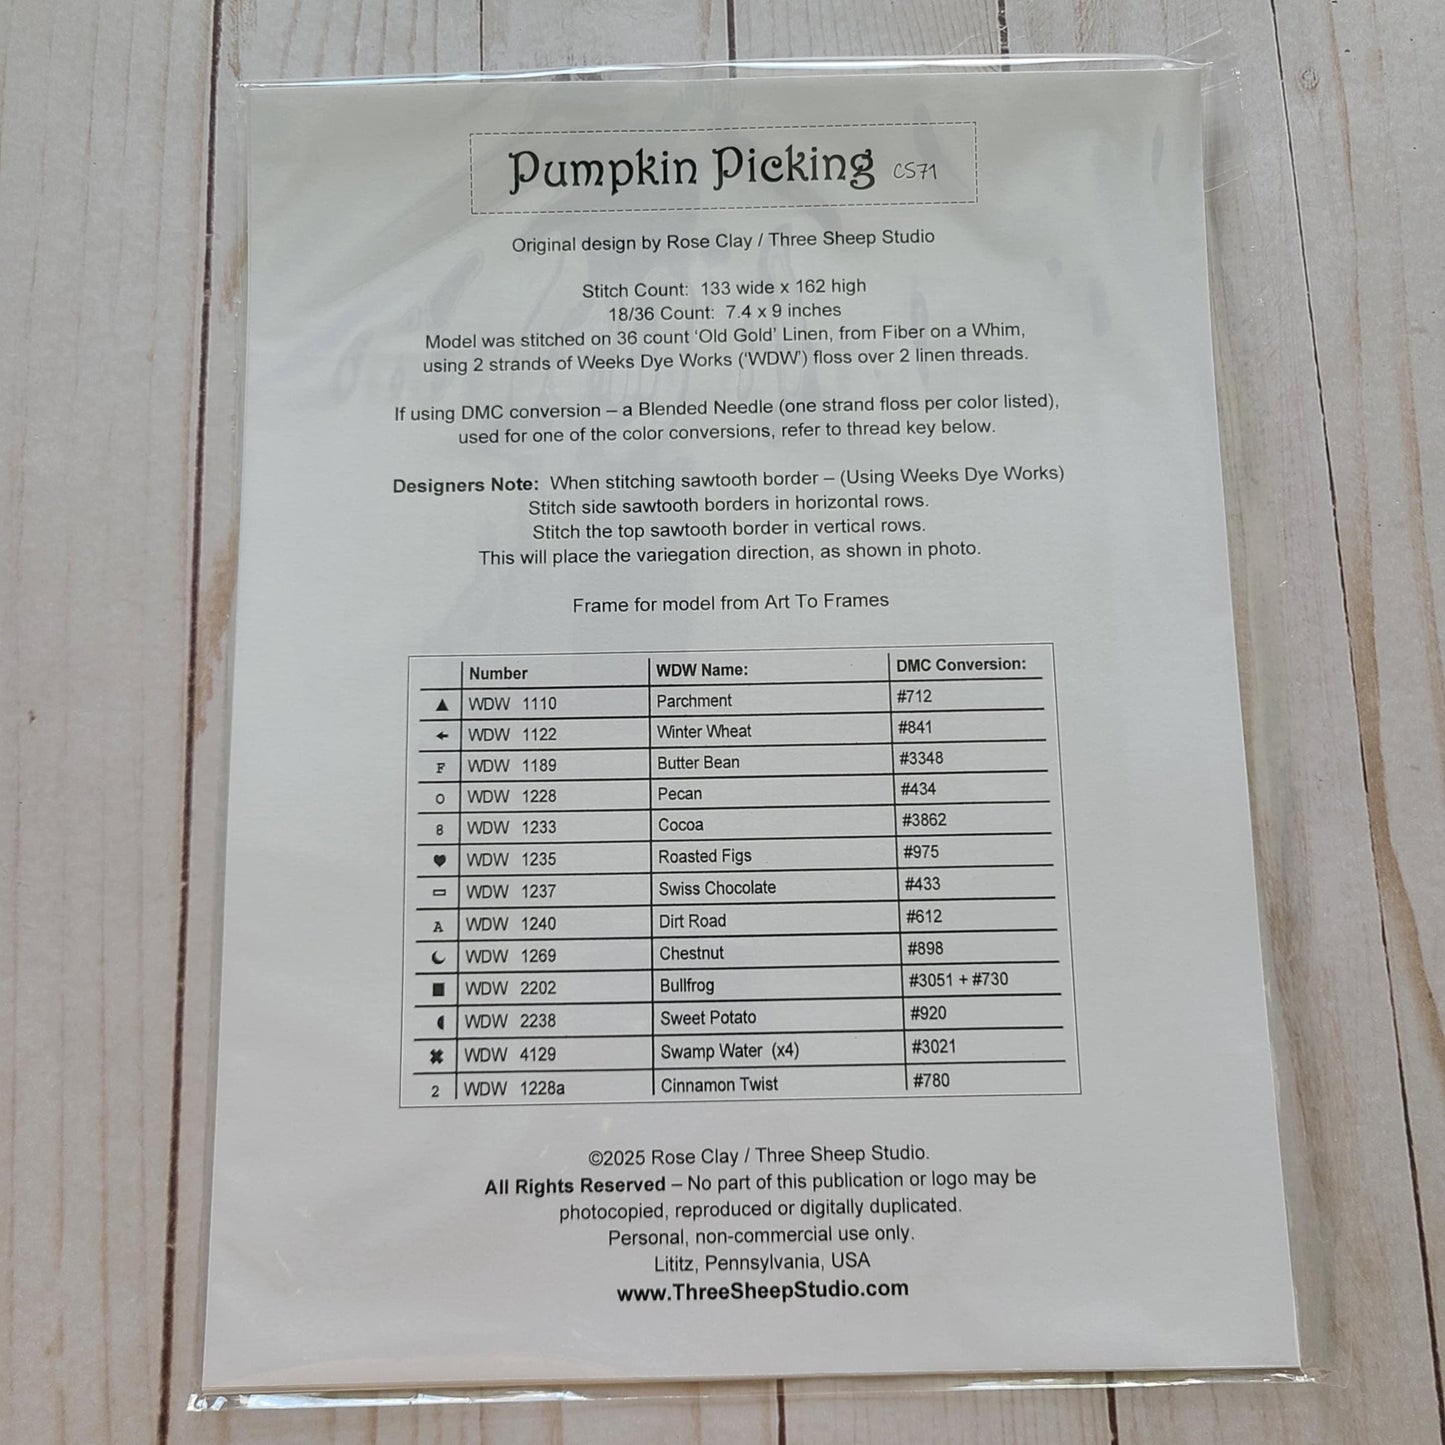 Pumpkin Picking CS71
Original design by Rose Clay / Three Sheep Studio
Stitch Count: 133 wide x 162 high
18/36 Count: 7.4 x 9 inches
Model was stitched on 36 count ‘Old Gold’ Linen, from Fiber on a Whim,
using 2 strands of Weeks Dye Works (‘WDW’) floss over 2 linen threads.
If using DMC conversion – a Blended Needle (one strand floss per color listed),
used for one of the color conversions, refer to thread key below.
Designers Note: When stitching sawtooth border – (Using Weeks Dye Works)
Stitch side sawtooth borders in horizontal rows.
Stitch the top sawtooth border in vertical rows.
This will place the variegation direction, as shown in photo.
Frame for model from Art To Frames
Number WDW Name: DMC Conversion:
▲ WDW 1110 Parchment #712
← WDW 1122 Winter Wheat #841
F WDW 1189 Butter Bean #3348
O WDW 1228 Pecan #434
8 WDW 1233 Cocoa #3862
♥ WDW 1235 Roasted Figs #975
▭ WDW 1237 Swiss Chocolate #433
A WDW 1240 Dirt Road #612
☾ WDW 1269 Chestnut #898
■ WDW 2202 Bullfrog #3051 + #730
◖ WDW 2238 Sweet Potato #920
✖ WDW 4129 Swamp Water (x4) #3021
2 WDW 1228a Cinnamon Twist #780
©2025 Rose Clay / Three Sheep Studio.
All Rights Reserved – No part of this publication or logo may be
photocopied, reproduced or digitally duplicated.
Personal, non-commercial use only.
Lititz, Pennsylvania, USA
www.ThreeSheepStudio.com